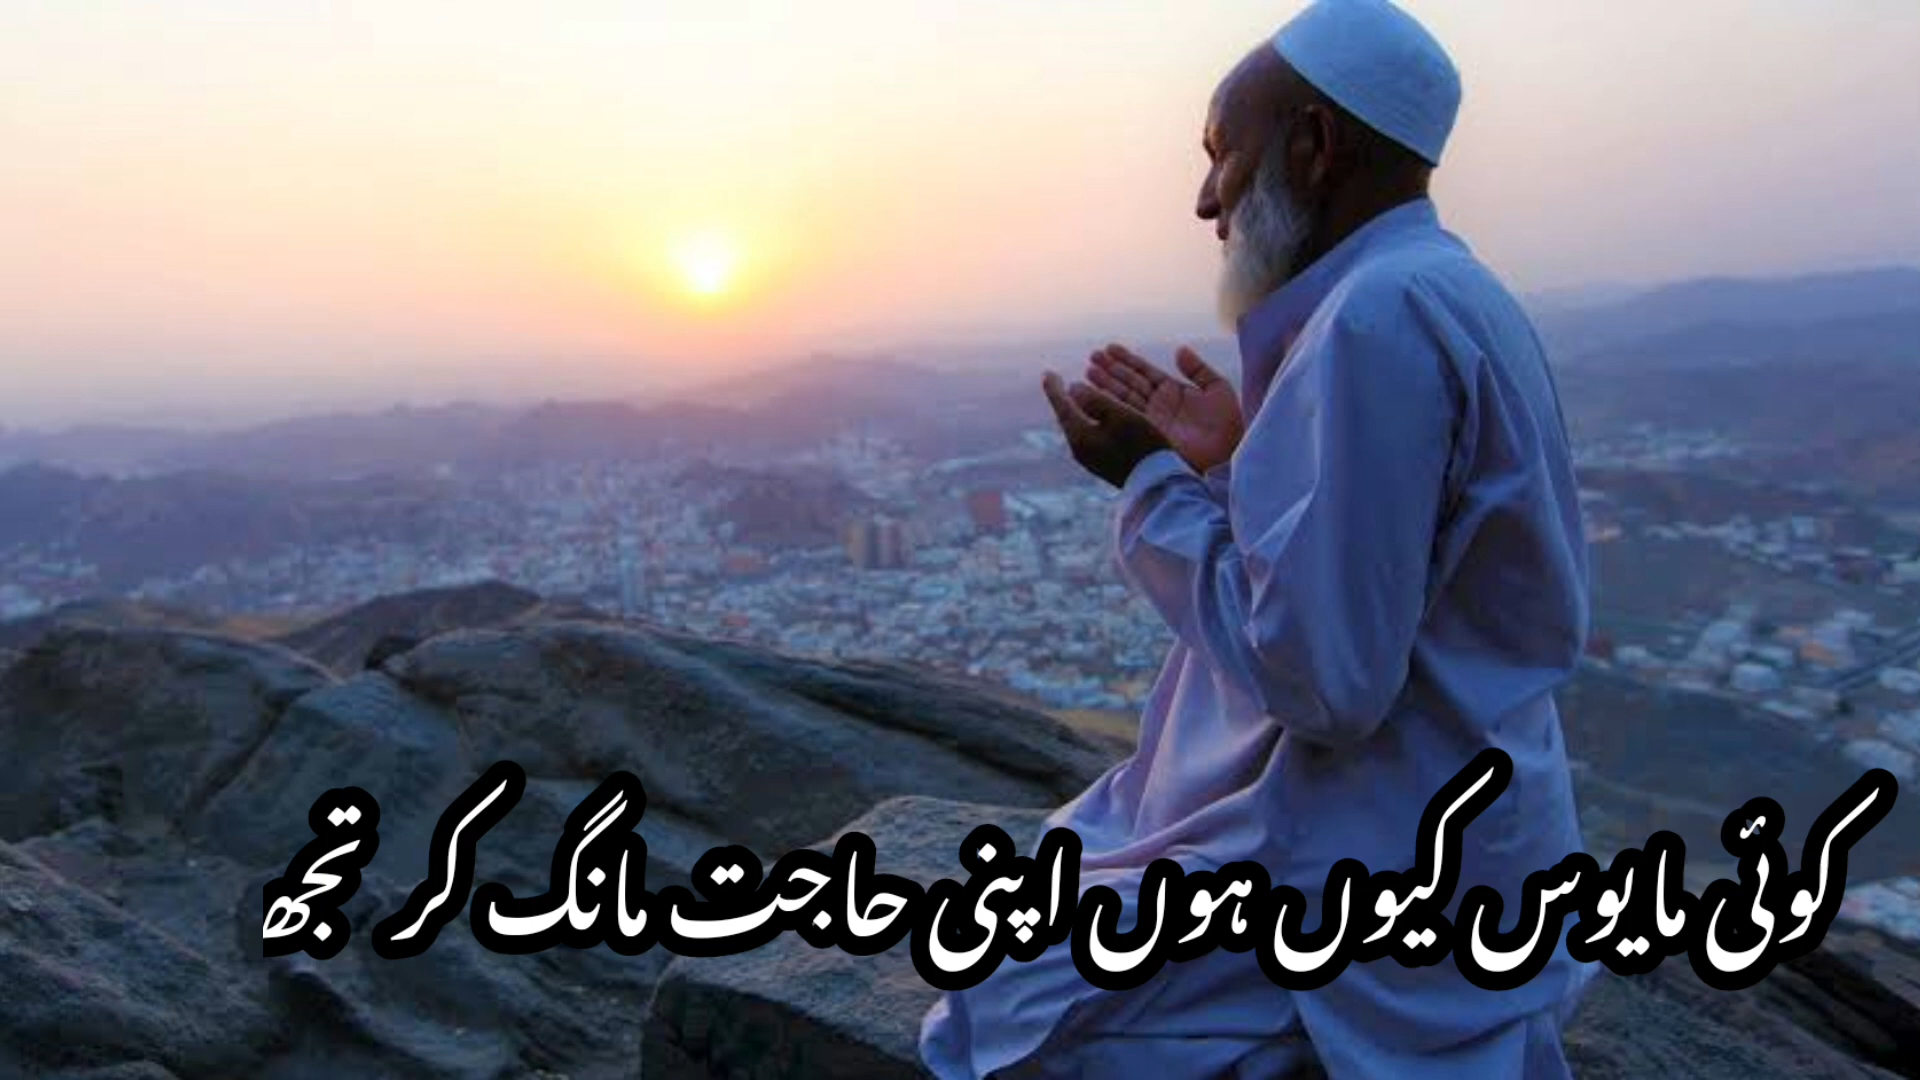 کوئی مایوس کیوں ہوں اپنی حاجت مانگ کر تجھ